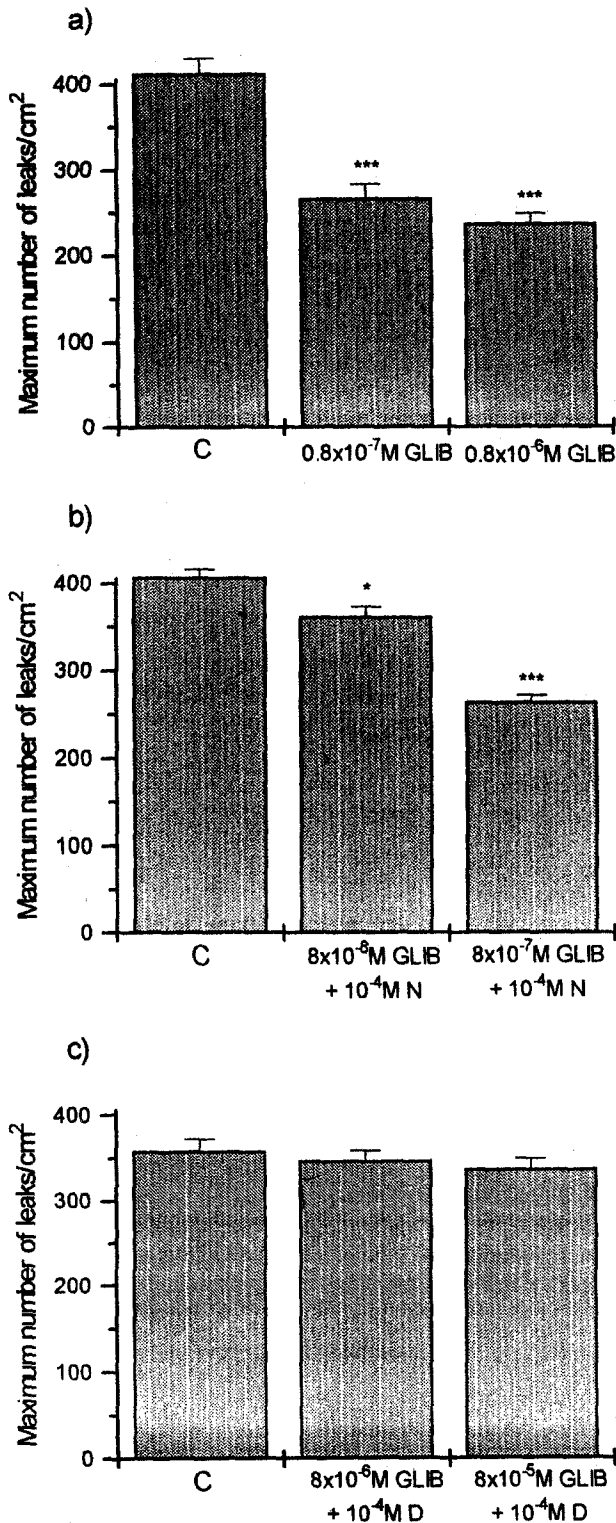 a)
Maximum number of leaks/cm²
400
300
200
100
0
***
***
C
0.8x10⁻⁷M GLIB
0.8x10⁻⁶M GLIB
b)
Maximum number of leaks/cm²
400
300
200
100
0
*
***
C
8x10⁻⁸M GLIB
+ 10⁻⁴M N
8x10⁻⁷M GLIB
+ 10⁻⁴M N
c)
Maximum number of leaks/cm²
400
300
200
100
0
C
8x10⁻⁶M GLIB
+ 10⁻⁴M D
8x10⁻⁵M GLIB
+ 10⁻⁴M D